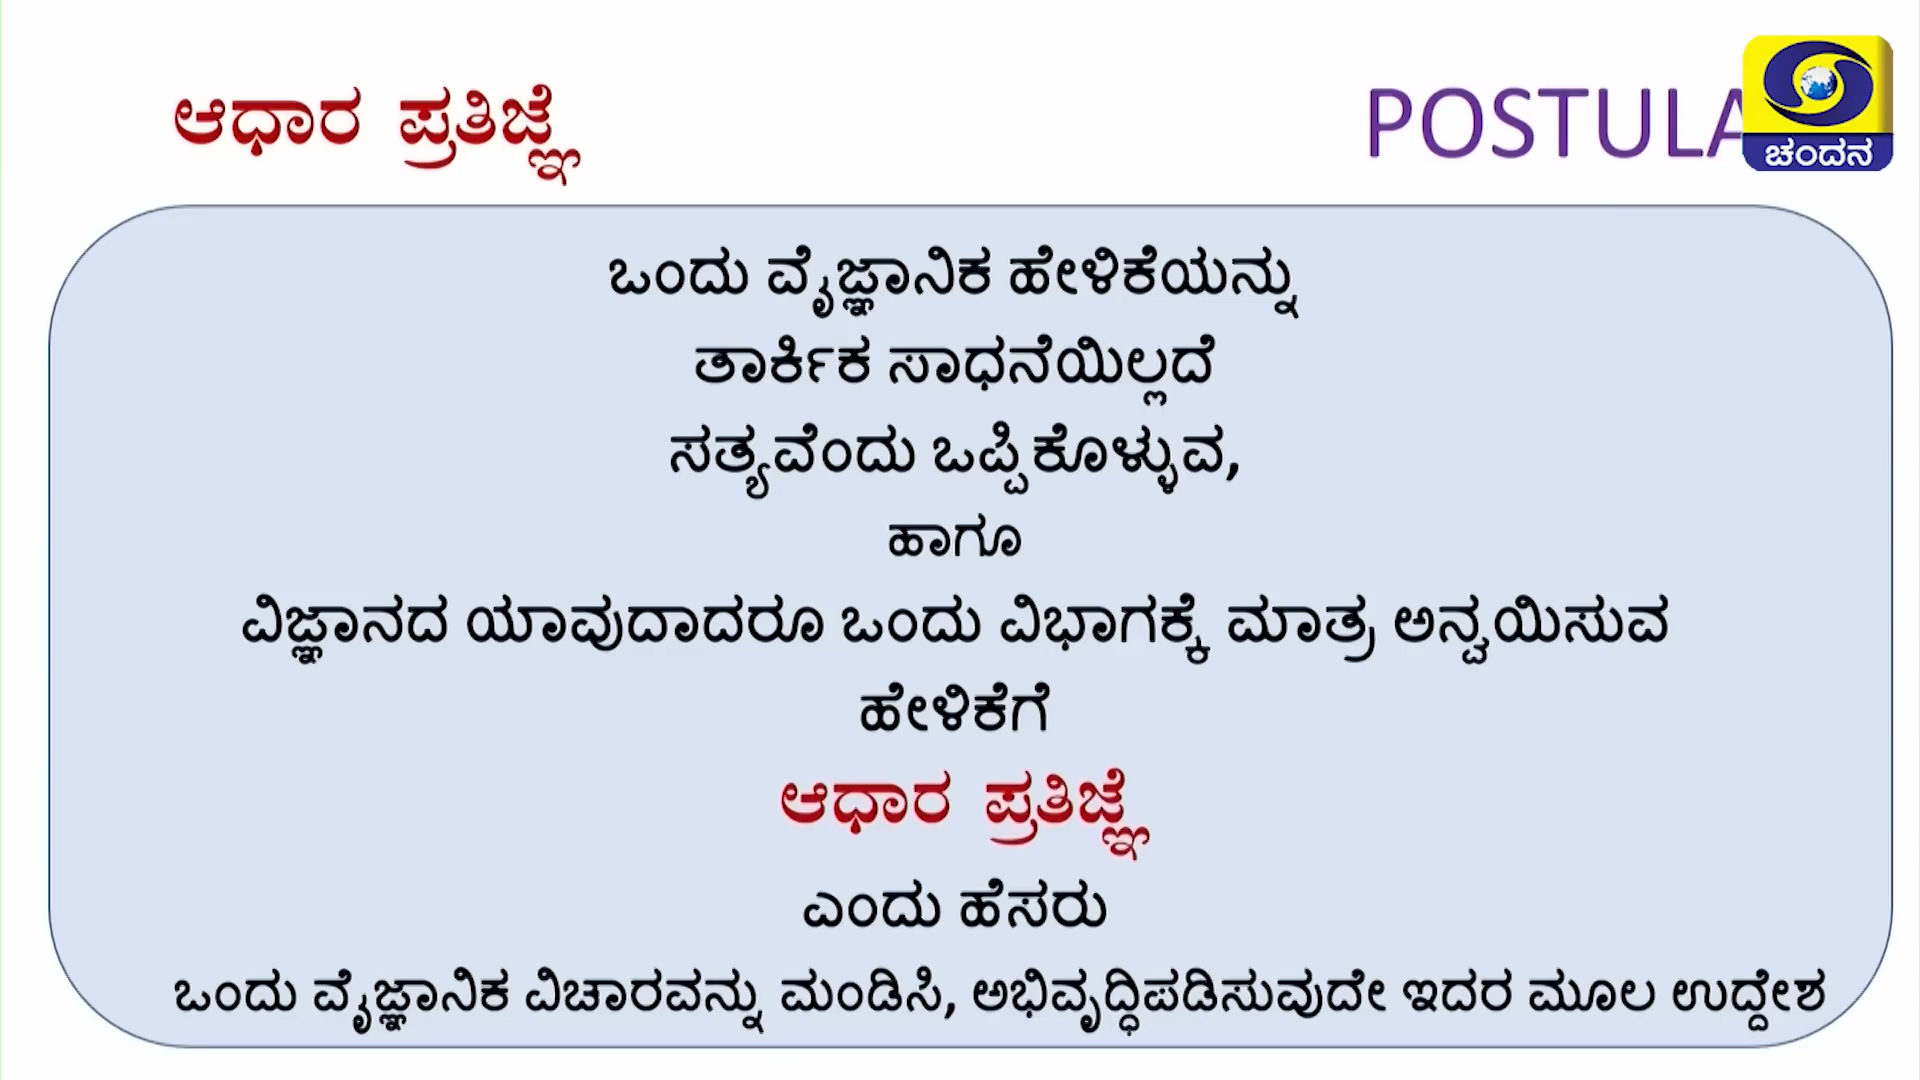 ಆಧಾರ ಪ್ರತಿಜ್ಞೆ
POSTULA
ಚಂದನ
ಒಂದು ವೈಜ್ಞಾನಿಕ ಹೇಳಿಕೆಯನ್ನು
ತಾರ್ಕಿಕ ಸಾಧನೆಯಿಲ್ಲದೆ
ಸತ್ಯವೆಂದು ಒಪ್ಪಿಕೊಳ್ಳುವ,
ಹಾಗೂ
ವಿಜ್ಞಾನದ ಯಾವುದಾದರೂ ಒಂದು ವಿಭಾಗಕ್ಕೆ ಮಾತ್ರ ಅನ್ವಯಿಸುವ
ಹೇಳಿಕೆಗೆ
ಆಧಾರ ಪ್ರತಿಜ್ಞೆ
ಎಂದು ಹೆಸರು
ಒಂದು ವೈಜ್ಞಾನಿಕ ವಿಚಾರವನ್ನು ಮಂಡಿಸಿ, ಅಭಿವೃದ್ಧಿಪಡಿಸುವುದೇ ಇದರ ಮೂಲ ಉದ್ದೇಶ